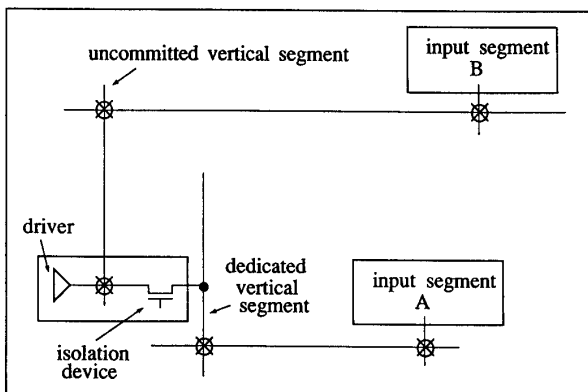 uncommitted vertical segment
input segment
B
driver
dedicated
vertical
segment
input segment
A
isolation
device